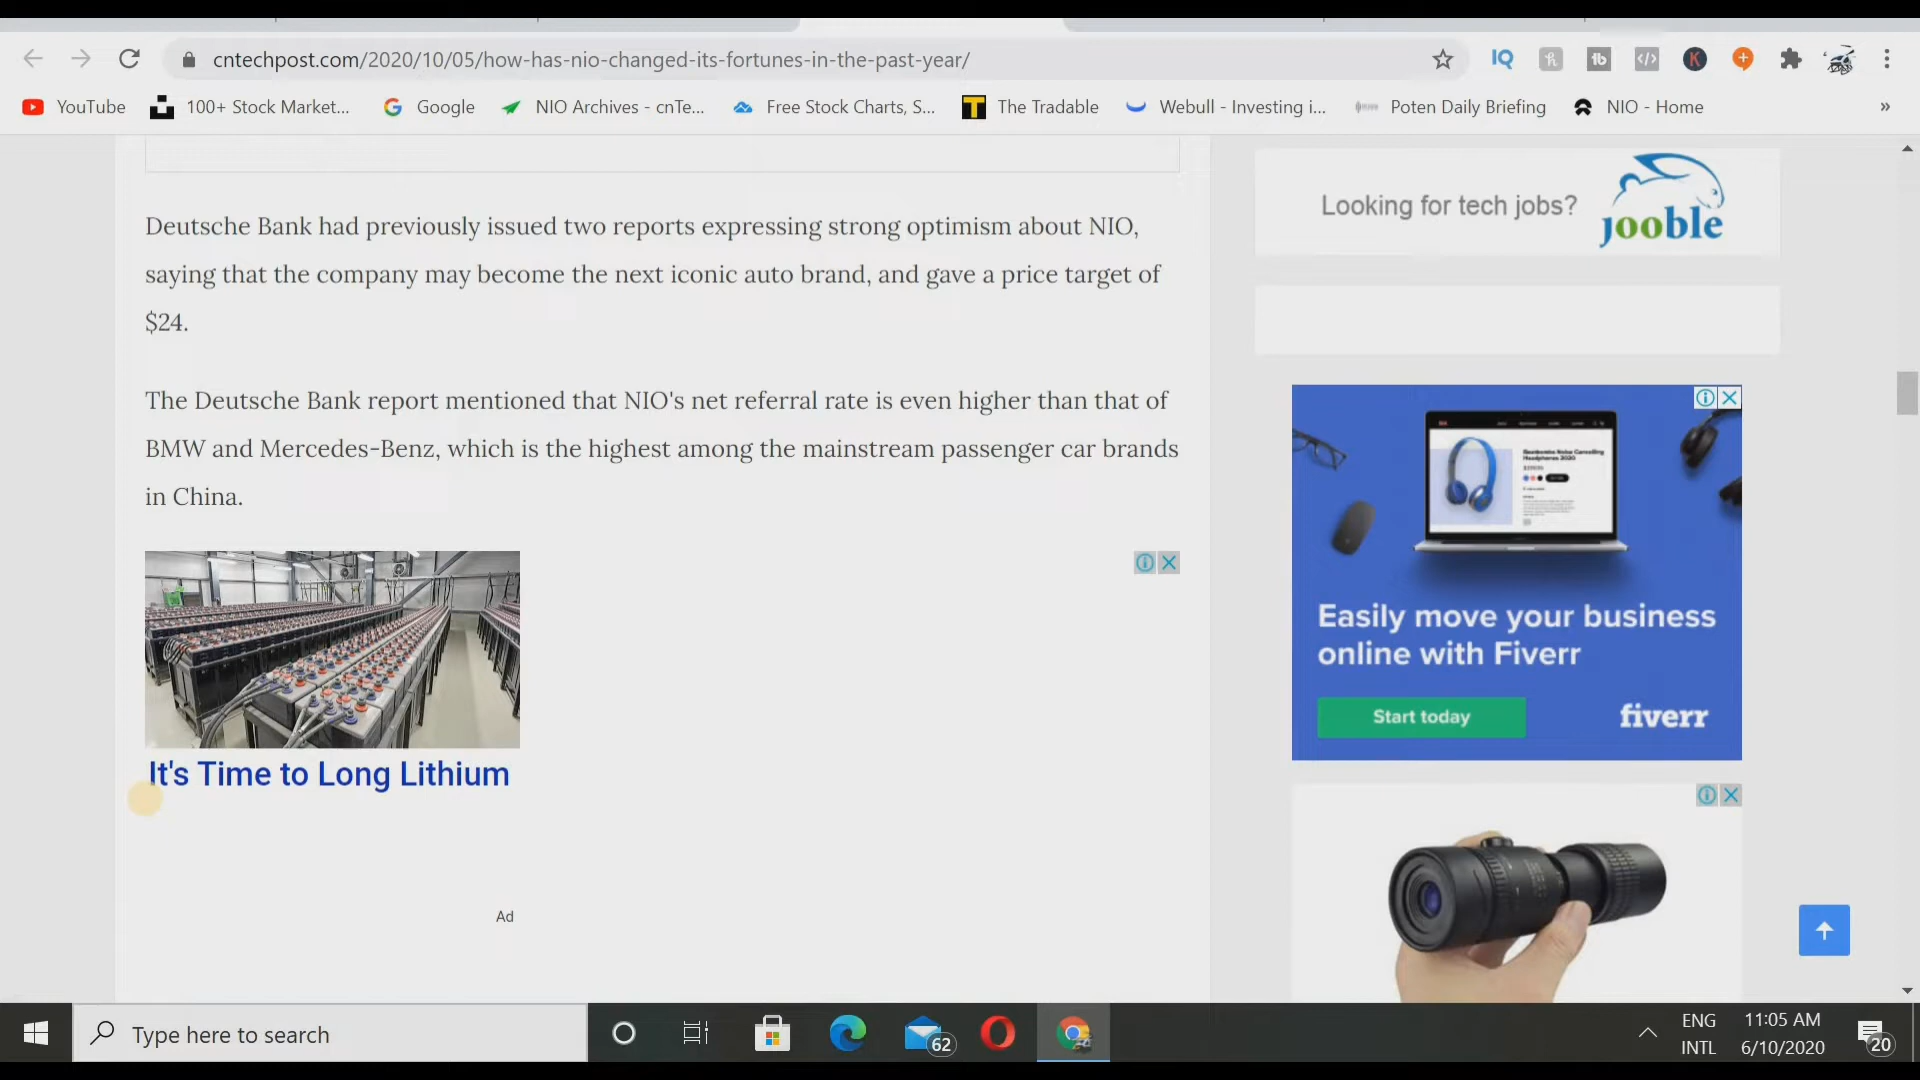 cntechpost.com/2020/10/05/how-has-nio-changed-its-fortunes-in-the-past-year/
IQ
tb
K
YouTube
100+ Stock Market...
Google
NIO Archives - cnTe...
Free Stock Charts, S...
T
The Tradable
Webull - Investing i...
Poten Daily Briefing
NIO - Home
»
Deutsche Bank had previously issued two reports expressing strong optimism about NIO,
saying that the company may become the next iconic auto brand, and gave a price target of
$24.
The Deutsche Bank report mentioned that NIO's net referral rate is even higher than that of
BMW and Mercedes-Benz, which is the highest among the mainstream passenger car brands
in China.
It's Time to Long Lithium
Ad
Looking for tech jobs?
jooble
Easily move your business
online with Fiverr
Start today
fiverr
Type here to search
62
ENG
INTL
11:05 AM
6/10/2020
20